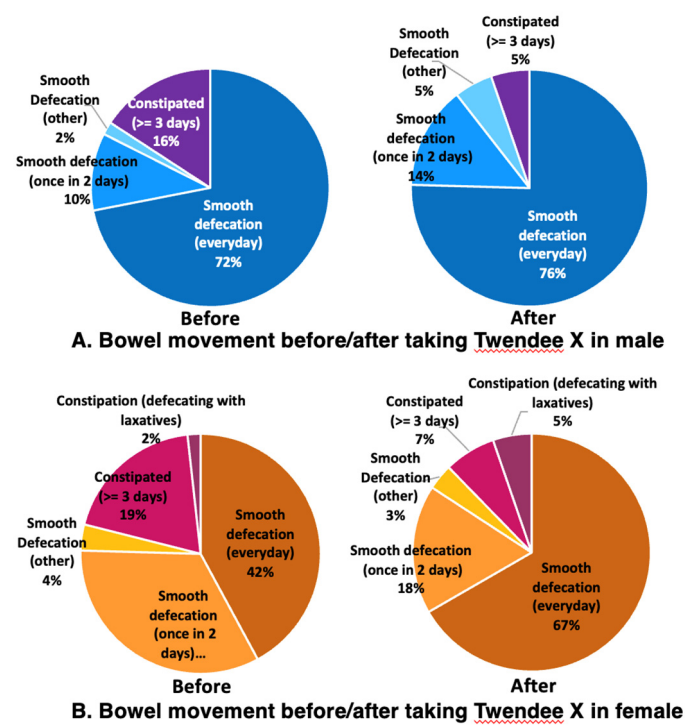 Smooth
Defecation
(other)
2%
Constipated
(>= 3 days)
16%
Smooth defecation
(once in 2 days)
10%
Smooth
defecation
(everyday)
72%
Before
Smooth
Defecation
(other)
5%
Constipated
(>= 3 days)
5%
Smooth
defecation
(once in 2 days)
14%
Smooth
defecation
(everyday)
76%
After
A. Bowel movement before/after taking Twendee X in male
Constipation (defecating with
laxatives)
2%
Constipated
(>= 3 days)
19%
Smooth
Defecation
(other)
4%
Smooth
defecation
(everyday)
42%
Smooth
defecation
(once in 2
days)...
Before
Constipation (defecating with
laxatives)
5%
Constipated
(>= 3 days)
7%
Smooth
Defecation
(other)
3%
Smooth defecation
(once in 2 days)
18%
Smooth
defecation
(everyday)
67%
After
B. Bowel movement before/after taking Twendee X in female